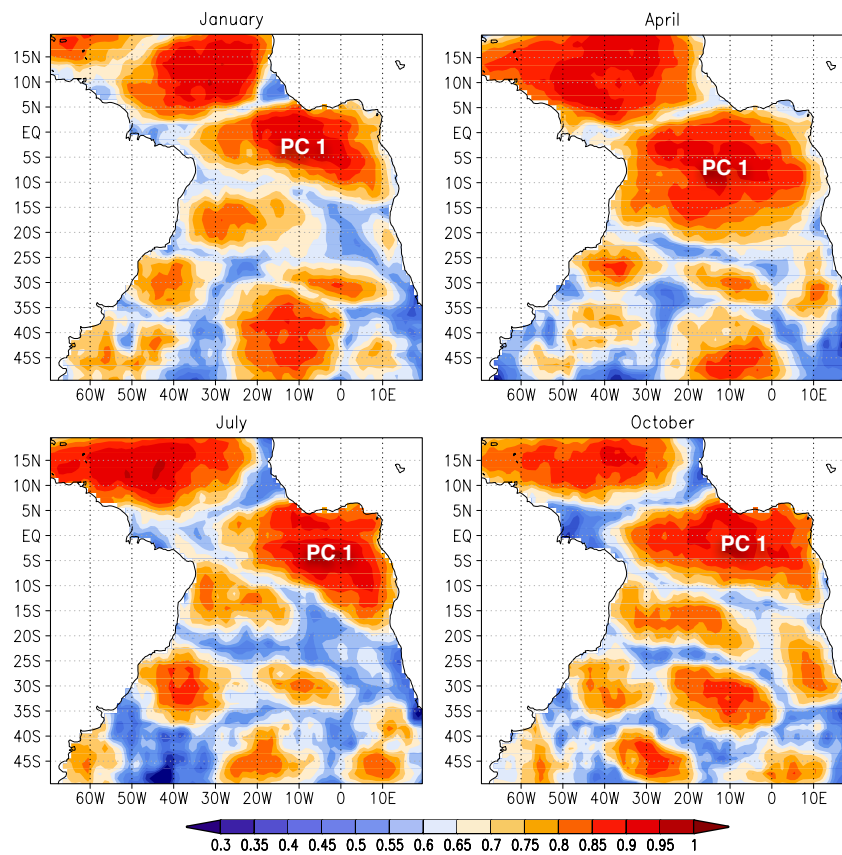 January
April
15N
10N
5N
EQ
5S
10S
15S
20S
25S
30S
35S
40S
45S
PC 1
60W 50W 40W 30W 20W 10W 0 10E
15N
10N
5N
EQ
5S
10S
15S
20S
25S
30S
35S
40S
45S
PC 1
60W 50W 40W 30W 20W 10W 0 10E
July
October
15N
10N
5N
EQ
5S
10S
15S
20S
25S
30S
35S
40S
45S
PC 1
60W 50W 40W 30W 20W 10W 0 10E
15N
10N
5N
EQ
5S
10S
15S
20S
25S
30S
35S
40S
45S
PC 1
60W 50W 40W 30W 20W 10W 0 10E
0.3 0.35 0.4 0.45 0.5 0.55 0.6 0.65 0.7 0.75 0.8 0.85 0.9 0.95 1